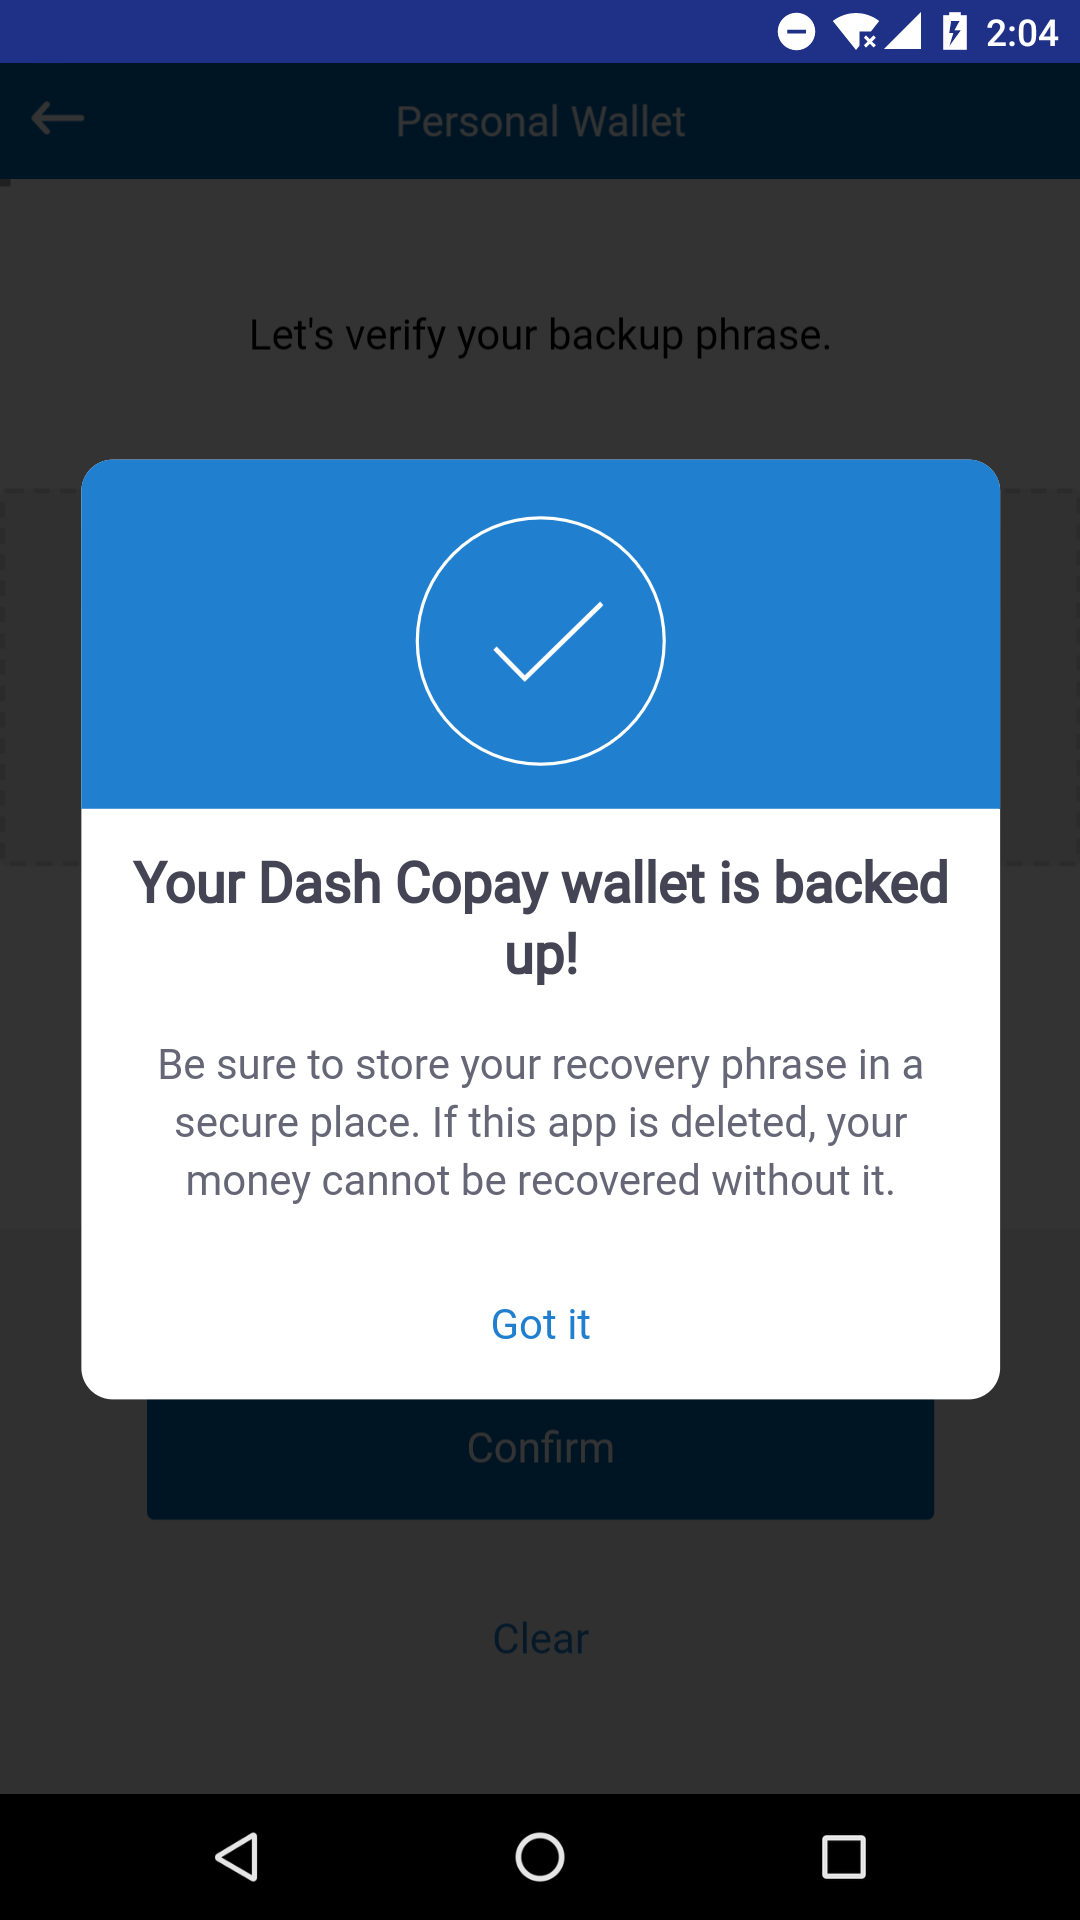 2:04
Personal Wallet
Let's verify your backup phrase.
Your Dash Copay wallet is backed
up!
Be sure to store your recovery phrase in a
secure place. If this app is deleted, your
money cannot be recovered without it.
Got it
Confirm
Clear